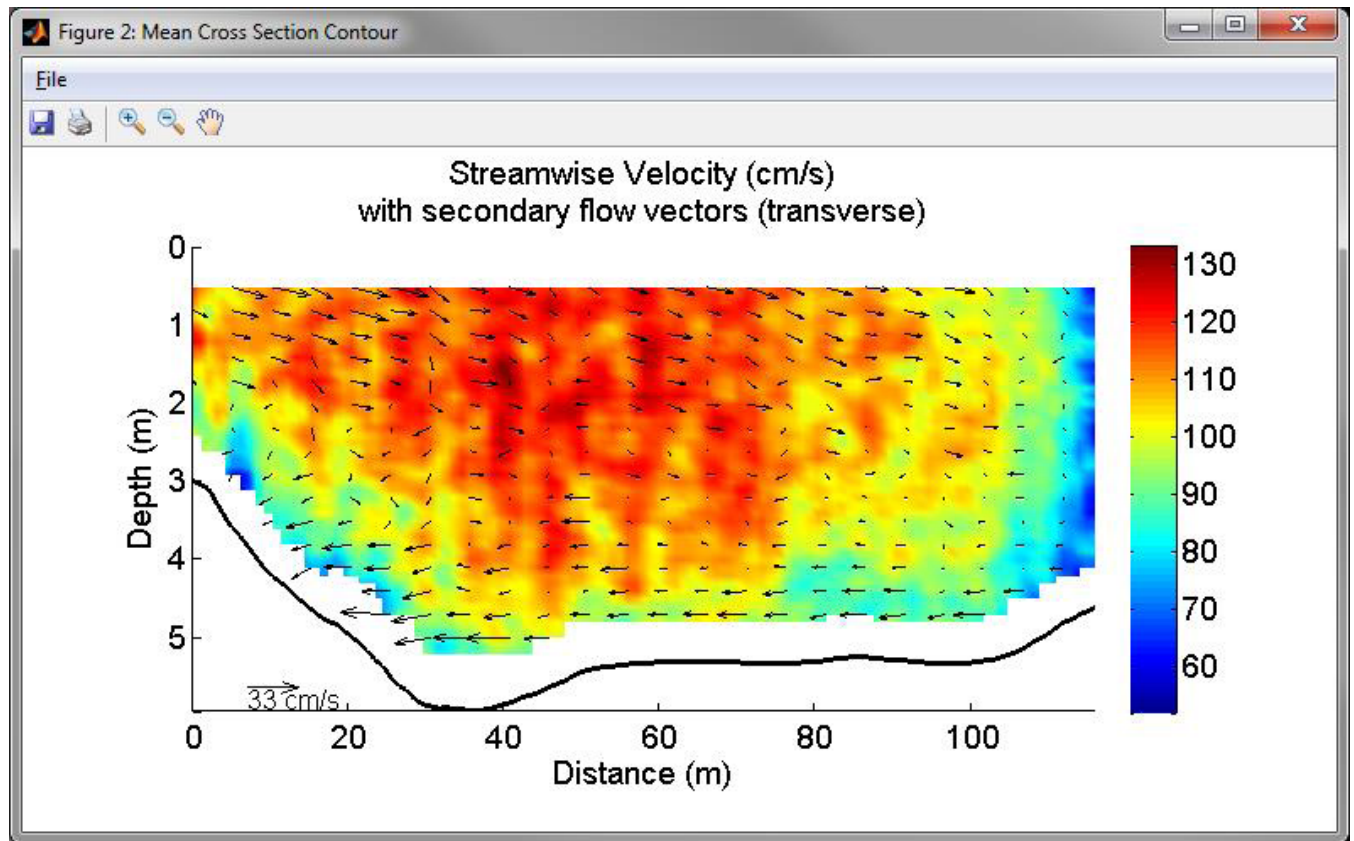 Figure 2: Mean Cross Section Contour
File
Streamwise Velocity (cm/s)
with secondary flow vectors (transverse)
0
1
2
3
4
5
Depth (m)
33 cm/s
0 20 40 60 80 100
Distance (m)
130
120
110
100
90
80
70
60